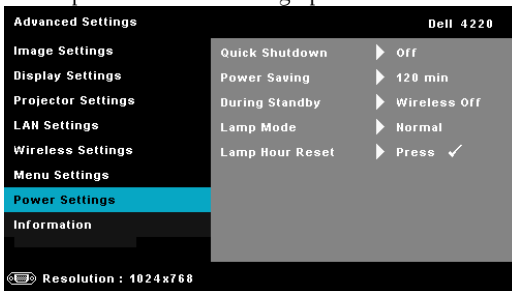 Advanced Settings Dell 4220
Image Settings
Display Settings
Projector Settings
LAN Settings
Wireless Settings
Menu Settings
Power Settings
Information
Quick Shutdown Off
Power Saving 120 min
During Standby Wireless Off
Lamp Mode Normal
Lamp Hour Reset Press ✓
Resolution : 1024x768